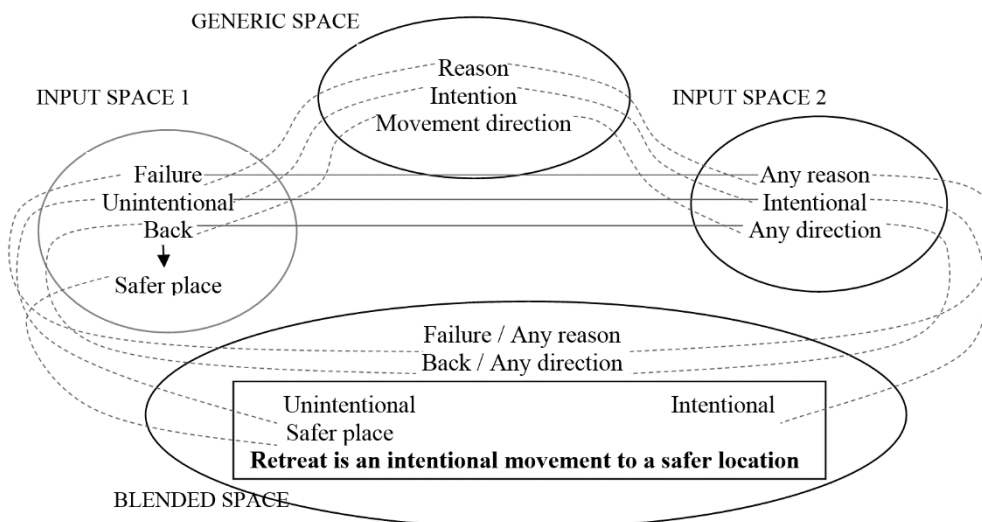 GENERIC SPACE
Reason
Intention
Movement direction
INPUT SPACE 1
Failure
Unintentional
Back
Safer place
INPUT SPACE 2
Any reason
Intentional
Any direction
Failure / Any reason
Back / Any direction
Unintentional Intentional
Safer place
Retreat is an intentional movement to a safer location
BLENDED SPACE